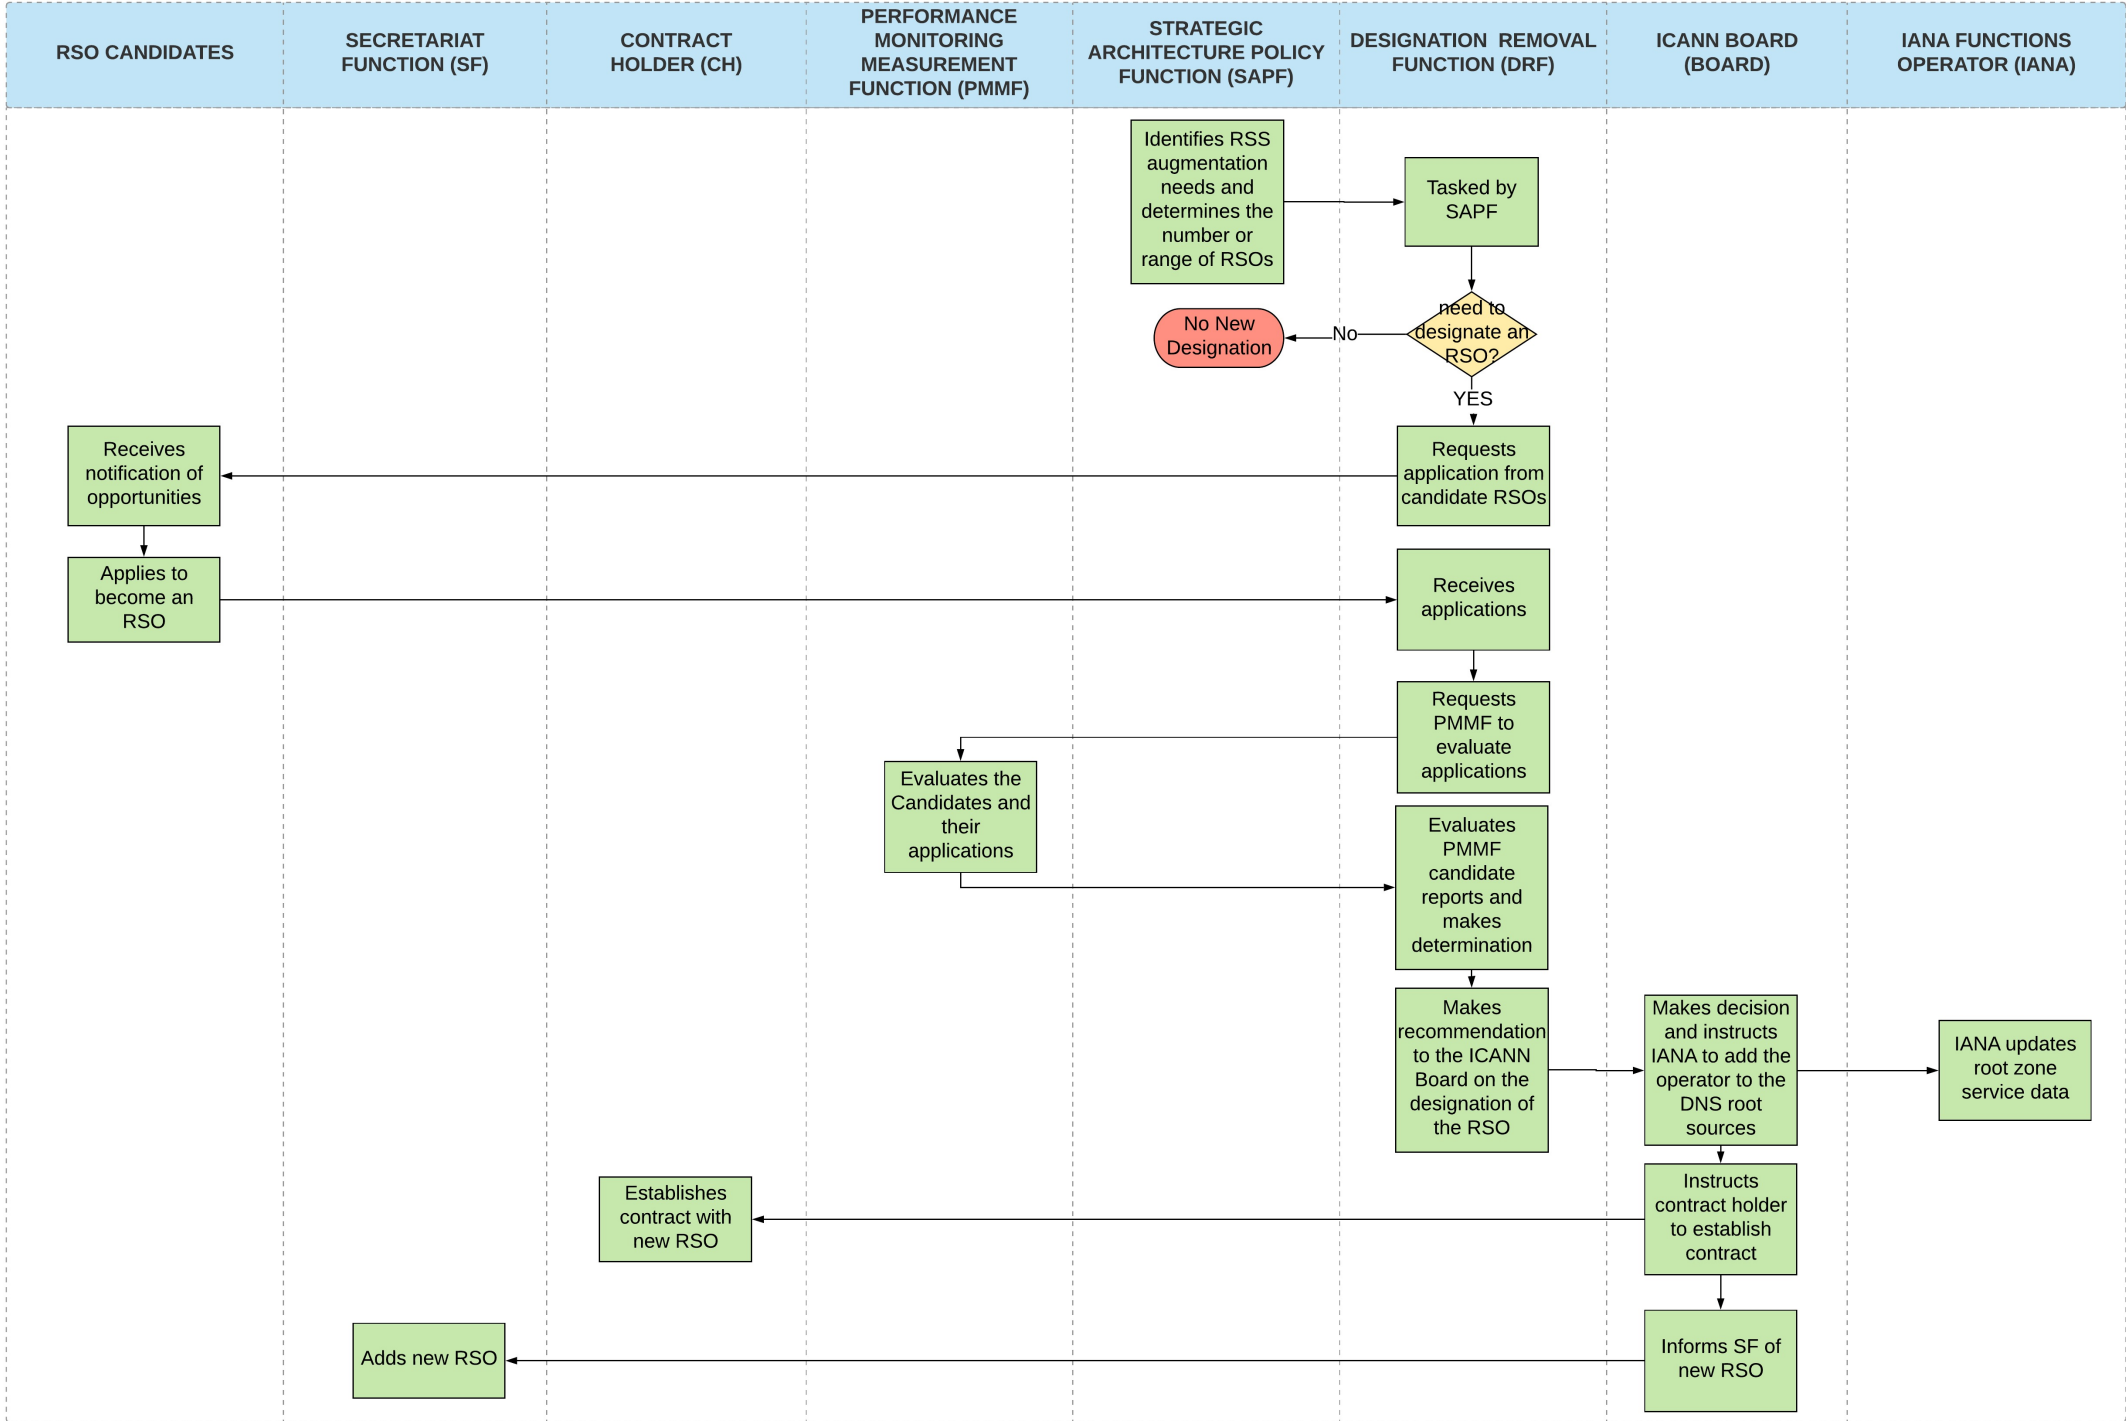 RSO CANDIDATES
SECRETARIAT
FUNCTION (SF)
CONTRACT
HOLDER (CH)
PERFORMANCE
MONITORING
MEASUREMENT
FUNCTION (PMMF)
STRATEGIC
ARCHITECTURE POLICY
FUNCTION (SAPF)
DESIGNATION REMOVAL
FUNCTION (DRF)
ICANN BOARD
(BOARD)
IANA FUNCTIONS
OPERATOR (IANA)
Identifies RSS
augmentation
needs and
determines the
number or
range of RSOs
Tasked by
SAPF
need to
designate an
RSO?
No
No New
Designation
YES
Requests
application from
candidate RSOs
Receives
notification of
opportunities
Applies to
become an
RSO
Receives
applications
Requests
PMMF to
evaluate
applications
Evaluates the
Candidates and
their
applications
Evaluates
PMMF
candidate
reports and
makes
determination
Makes
recommendation
to the ICANN
Board on the
designation of
the RSO
Makes decision
and instructs
IANA to add the
operator to the
DNS root
sources
IANA updates
root zone
service data
Instructs
contract holder
to establish
contract
Establishes
contract with
new RSO
Informs SF of
new RSO
Adds new RSO